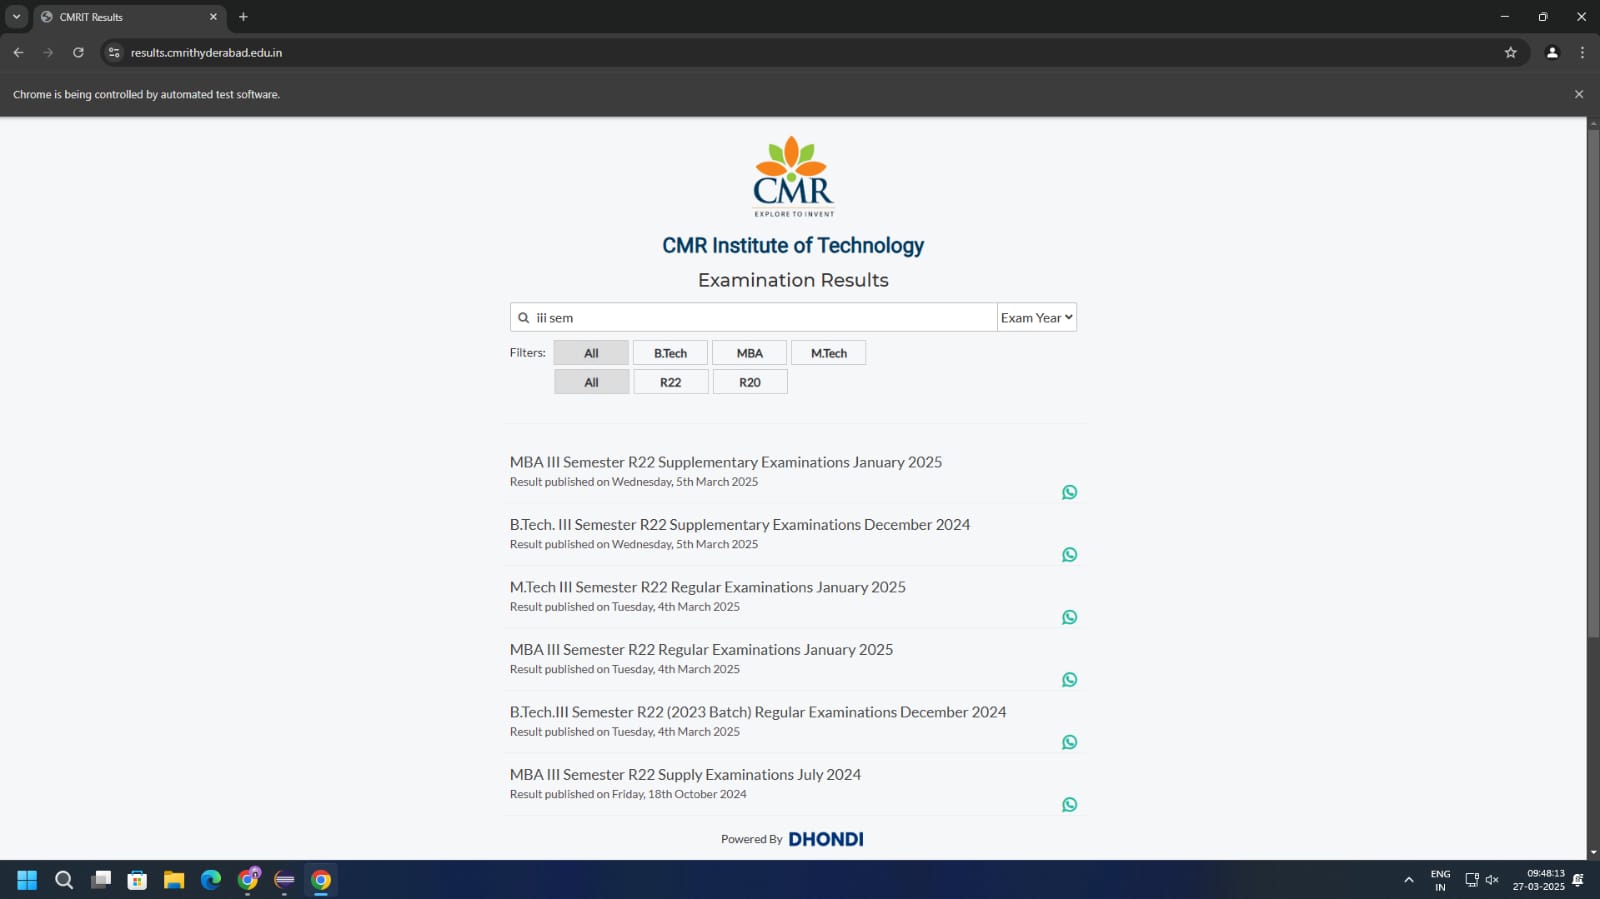 CMRIT Results
results.cmrithyderabad.edu.in
Chrome is being controlled by automated test software.
CMR
EXPLORE TO INVENT
CMR Institute of Technology
Examination Results
iii sem
Exam Year
Filters: All B.Tech MBA M.Tech
All R22 R20
MBA III Semester R22 Supplementary Examinations January 2025
Result published on Wednesday, 5th March 2025
B.Tech. III Semester R22 Supplementary Examinations December 2024
Result published on Wednesday, 5th March 2025
M.Tech III Semester R22 Regular Examinations January 2025
Result published on Tuesday, 4th March 2025
MBA III Semester R22 Regular Examinations January 2025
Result published on Tuesday, 4th March 2025
B.Tech.III Semester R22 (2023 Batch) Regular Examinations December 2024
Result published on Tuesday, 4th March 2025
MBA III Semester R22 Supply Examinations July 2024
Result published on Friday, 18th October 2024
Powered By DHONDI
ENG
IN
09:48:13
27-03-2025